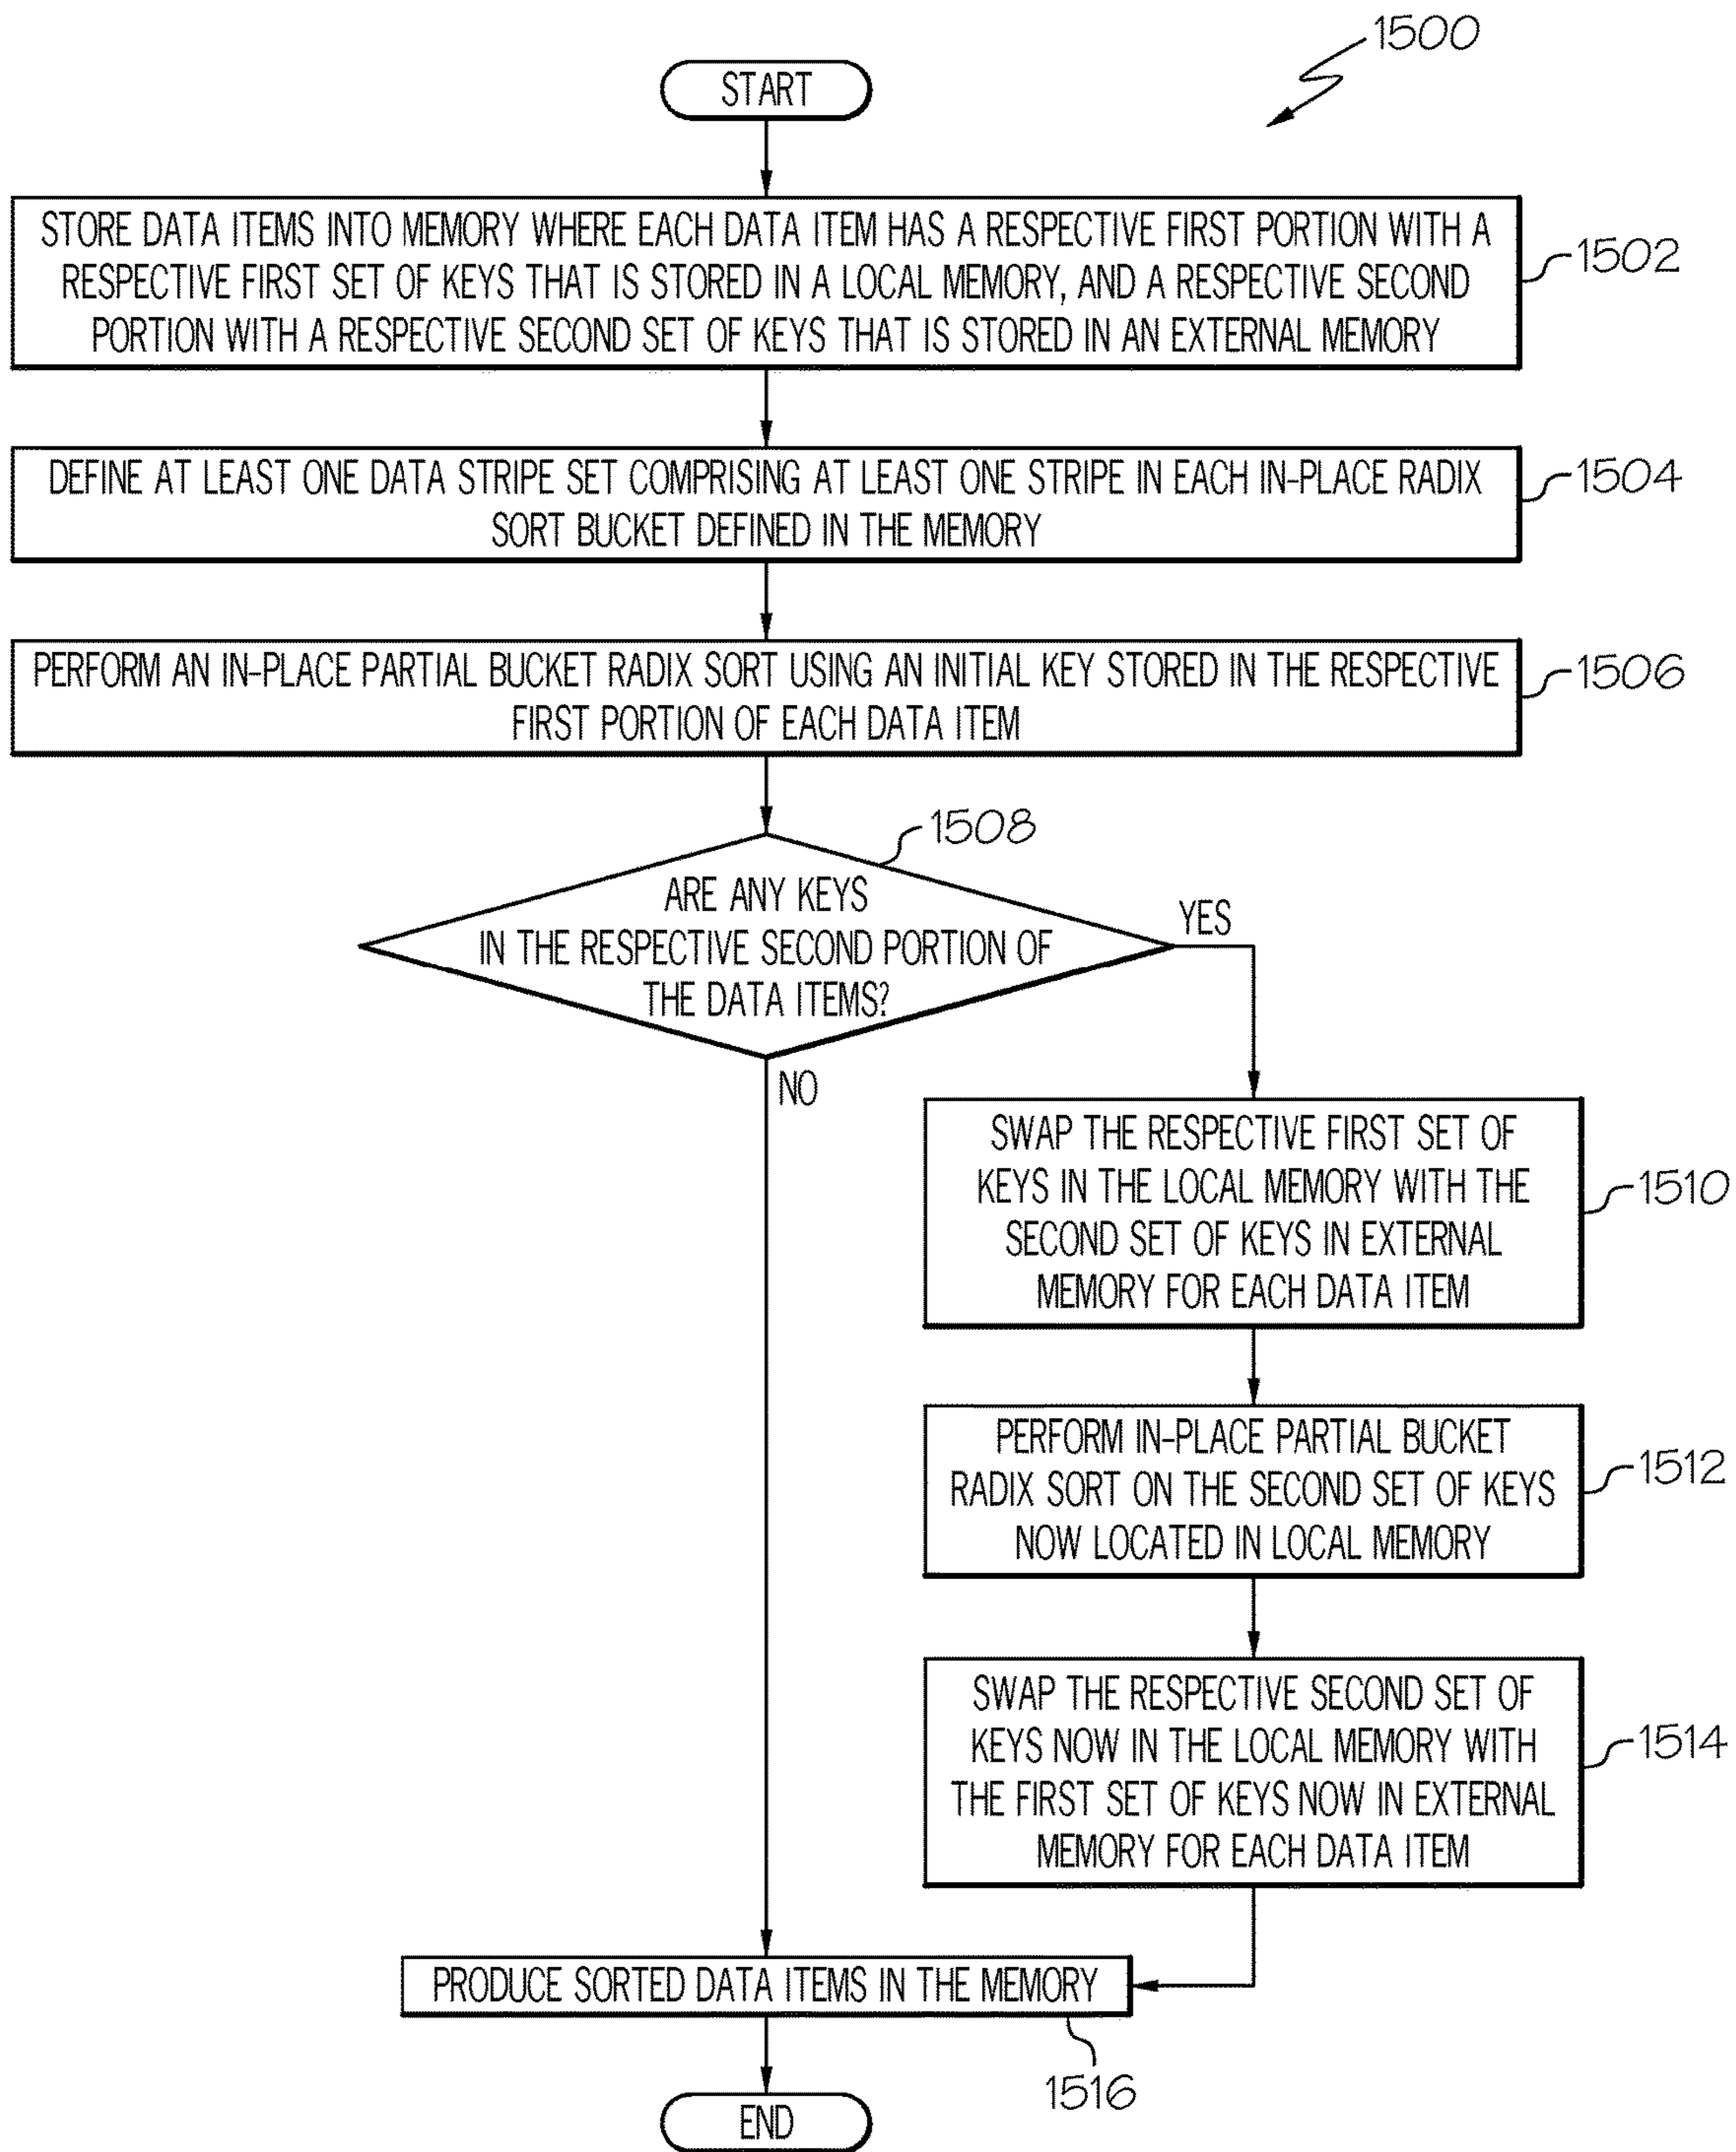 1500
START
STORE DATA ITEMS INTO MEMORY WHERE EACH DATA ITEM HAS A RESPECTIVE FIRST PORTION WITH A
RESPECTIVE FIRST SET OF KEYS THAT IS STORED IN A LOCAL MEMORY, AND A RESPECTIVE SECOND
PORTION WITH A RESPECTIVE SECOND SET OF KEYS THAT IS STORED IN AN EXTERNAL MEMORY
1502
DEFINE AT LEAST ONE DATA STRIPE SET COMPRISING AT LEAST ONE STRIPE IN EACH IN-PLACE RADIX
SORT BUCKET DEFINED IN THE MEMORY
1504
PERFORM AN IN-PLACE PARTIAL BUCKET RADIX SORT USING AN INITIAL KEY STORED IN THE RESPECTIVE
FIRST PORTION OF EACH DATA ITEM
1506
1508
ARE ANY KEYS
IN THE RESPECTIVE SECOND PORTION OF
THE DATA ITEMS?
YES
NO
SWAP THE RESPECTIVE FIRST SET OF
KEYS IN THE LOCAL MEMORY WITH THE
SECOND SET OF KEYS IN EXTERNAL
MEMORY FOR EACH DATA ITEM
1510
PERFORM IN-PLACE PARTIAL BUCKET
RADIX SORT ON THE SECOND SET OF KEYS
NOW LOCATED IN LOCAL MEMORY
1512
SWAP THE RESPECTIVE SECOND SET OF
KEYS NOW IN THE LOCAL MEMORY WITH
THE FIRST SET OF KEYS NOW IN EXTERNAL
MEMORY FOR EACH DATA ITEM
1514
PRODUCE SORTED DATA ITEMS IN THE MEMORY
1516
END